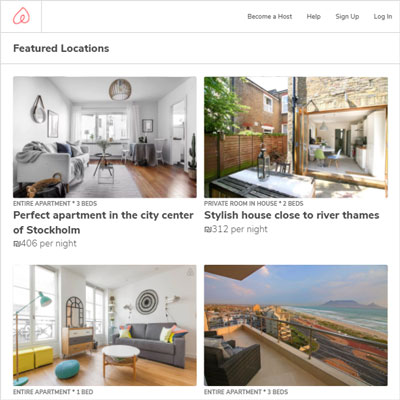 Become a Host Help Sign Up Log In
Featured Locations
ENTIRE APARTMENT * 3 BEDS
Perfect apartment in the city center
of Stockholm
₪406 per night
PRIVATE ROOM IN HOUSE * 2 BEDS
Stylish house close to river thames
₪312 per night
ENTIRE APARTMENT * 1 BED
ENTIRE APARTMENT * 3 BEDS